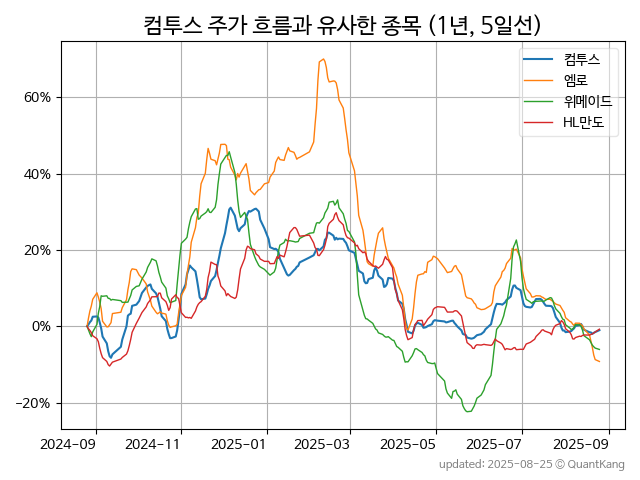 컴투스 주가 흐름과 유사한 종목 (1년, 5일선)
컴투스
엠로
위메이드
HL만도
60%
40%
20%
0%
−20%
2024−09
2024−11
2025−01
2025−03
2025−05
2025−07
2025−09
updated: 2025-08-25 © QuantKang